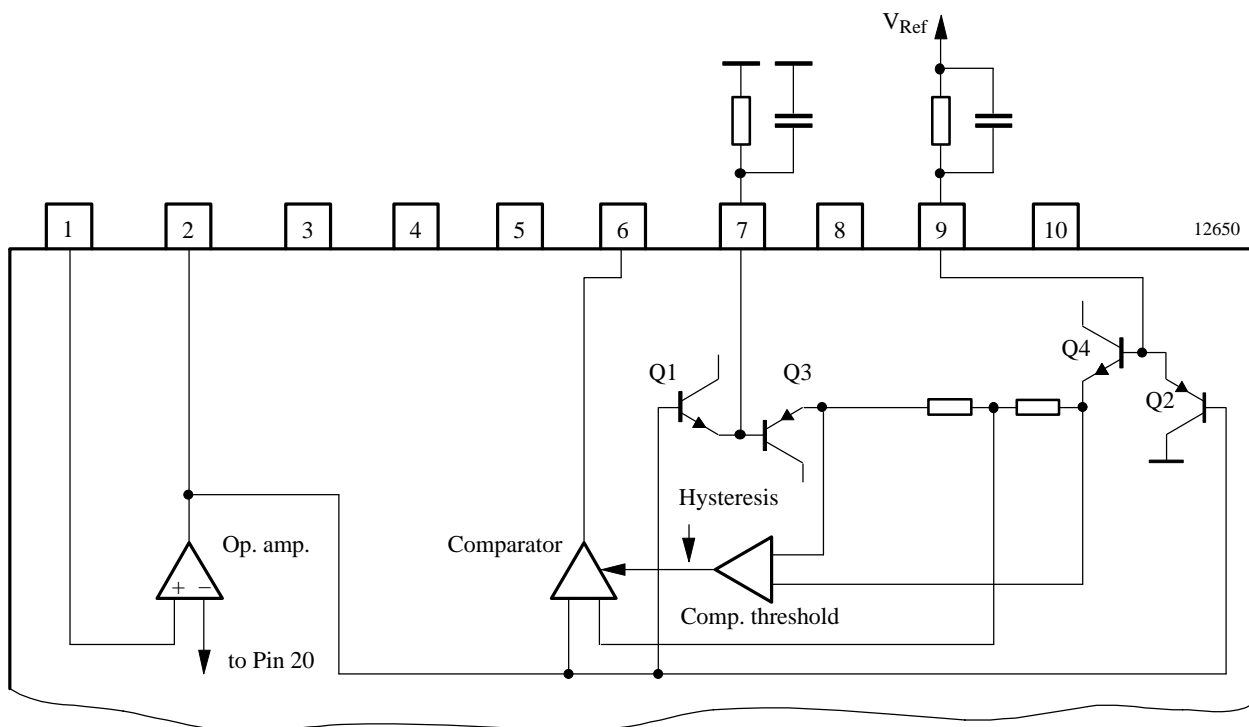 V Ref
1 2 3 4 5 6 7 8 9 10 12650
Q4
Q1 Q3
Q2
Hysteresis
Op. amp. Comparator
+ −
Comp. threshold
to Pin 20